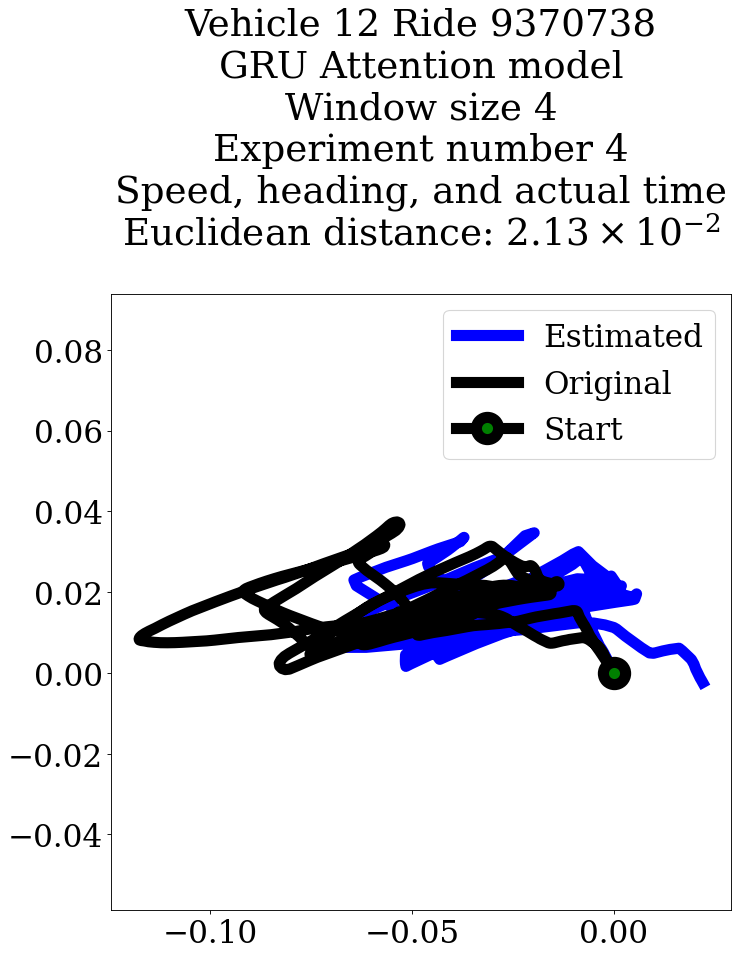 Vehicle 12 Ride 9370738
GRU Attention model
Window size 4
Experiment number 4
Speed, heading, and actual time
Euclidean distance: 2.13 × 10⁻²
Estimated
Original
Start
0.08
0.06
0.04
0.02
0.00
−0.02
−0.04
−0.10
−0.05
0.00